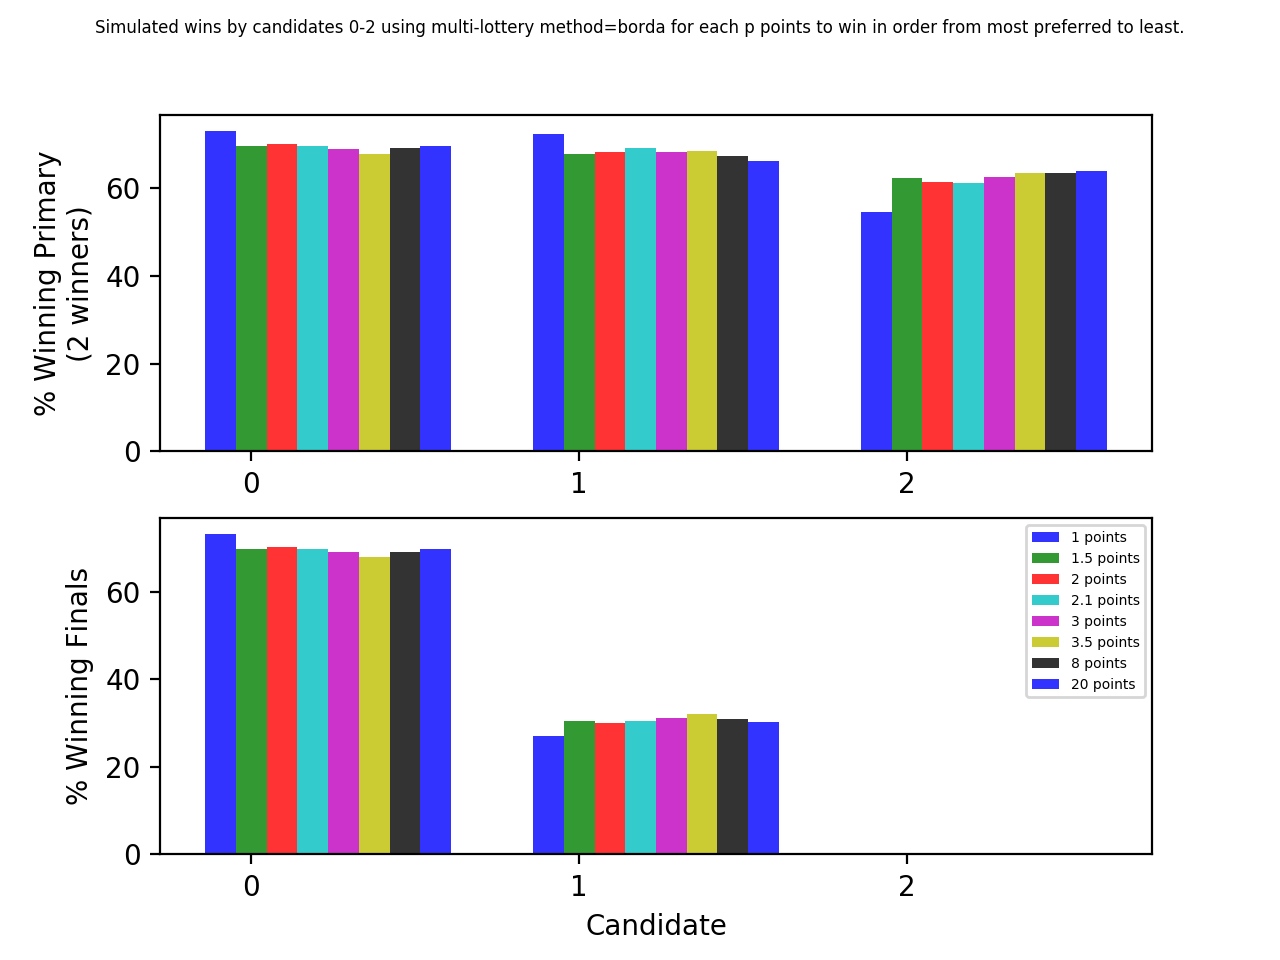 Simulated wins by candidates 0-2 using multi-lottery method=borda for each p points to win in order from most preferred to least.
% Winning Primary
(2 winners)
60
40
20
0
0 1 2
% Winning Finals
60
40
20
0
1 points
1.5 points
2 points
2.1 points
3 points
3.5 points
8 points
20 points
0 1 2
Candidate